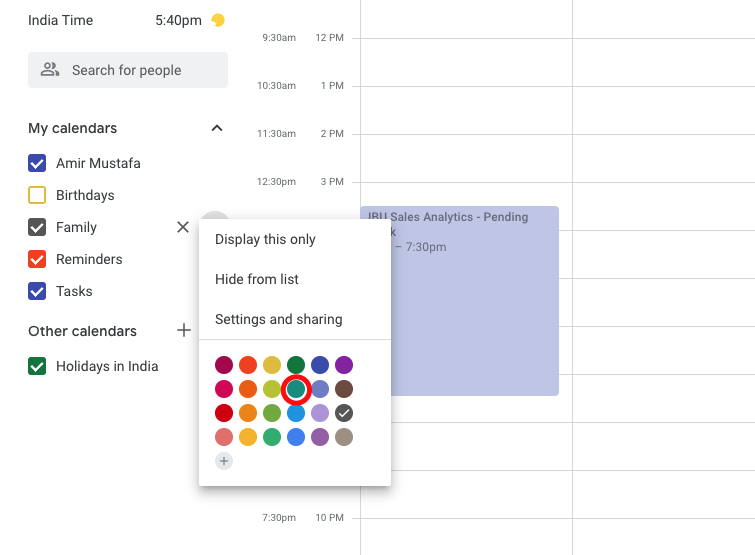 India Time 5:40pm
Search for people
My calendars
Amir Mustafa
Birthdays
Family
Reminders
Tasks
Other calendars
Holidays in India
Display this only
Hide from list
Settings and sharing
9:30am 12 PM
10:30am 1 PM
11:30am 2 PM
12:30pm 3 PM
7:30pm 10 PM
IBU Sales Analytics - Pending
k
– 7:30pm